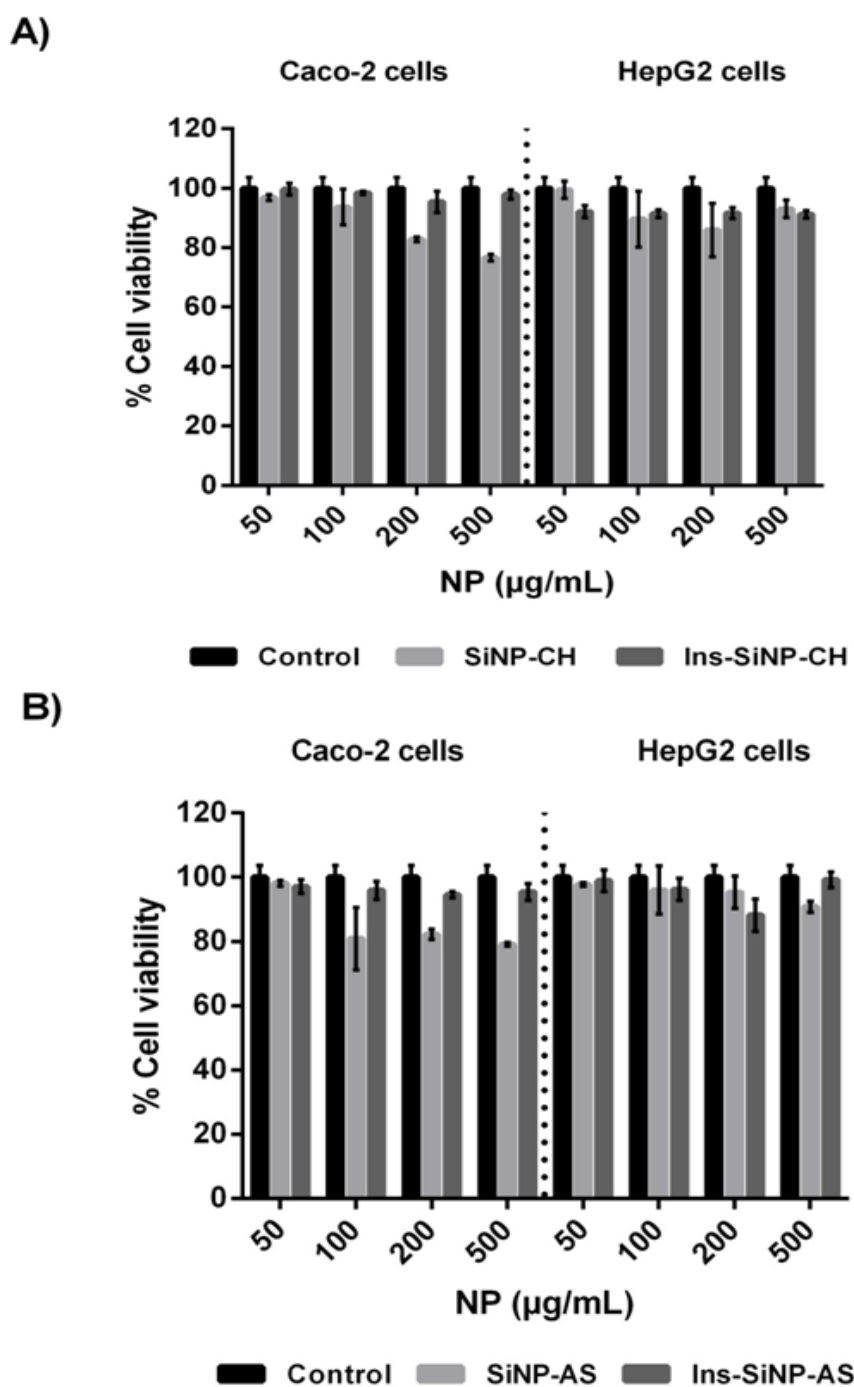 A)
Caco-2 cells HepG2 cells
120
100
80
60
40
20
0
% Cell viability
50 100 200 500 50 100 200 500
NP (µg/mL)
Control SiNP-CH Ins-SiNP-CH
B)
Caco-2 cells HepG2 cells
120
100
80
60
40
20
0
% Cell viability
50 100 200 500 50 100 200 500
NP (µg/mL)
Control SiNP-AS Ins-SiNP-AS